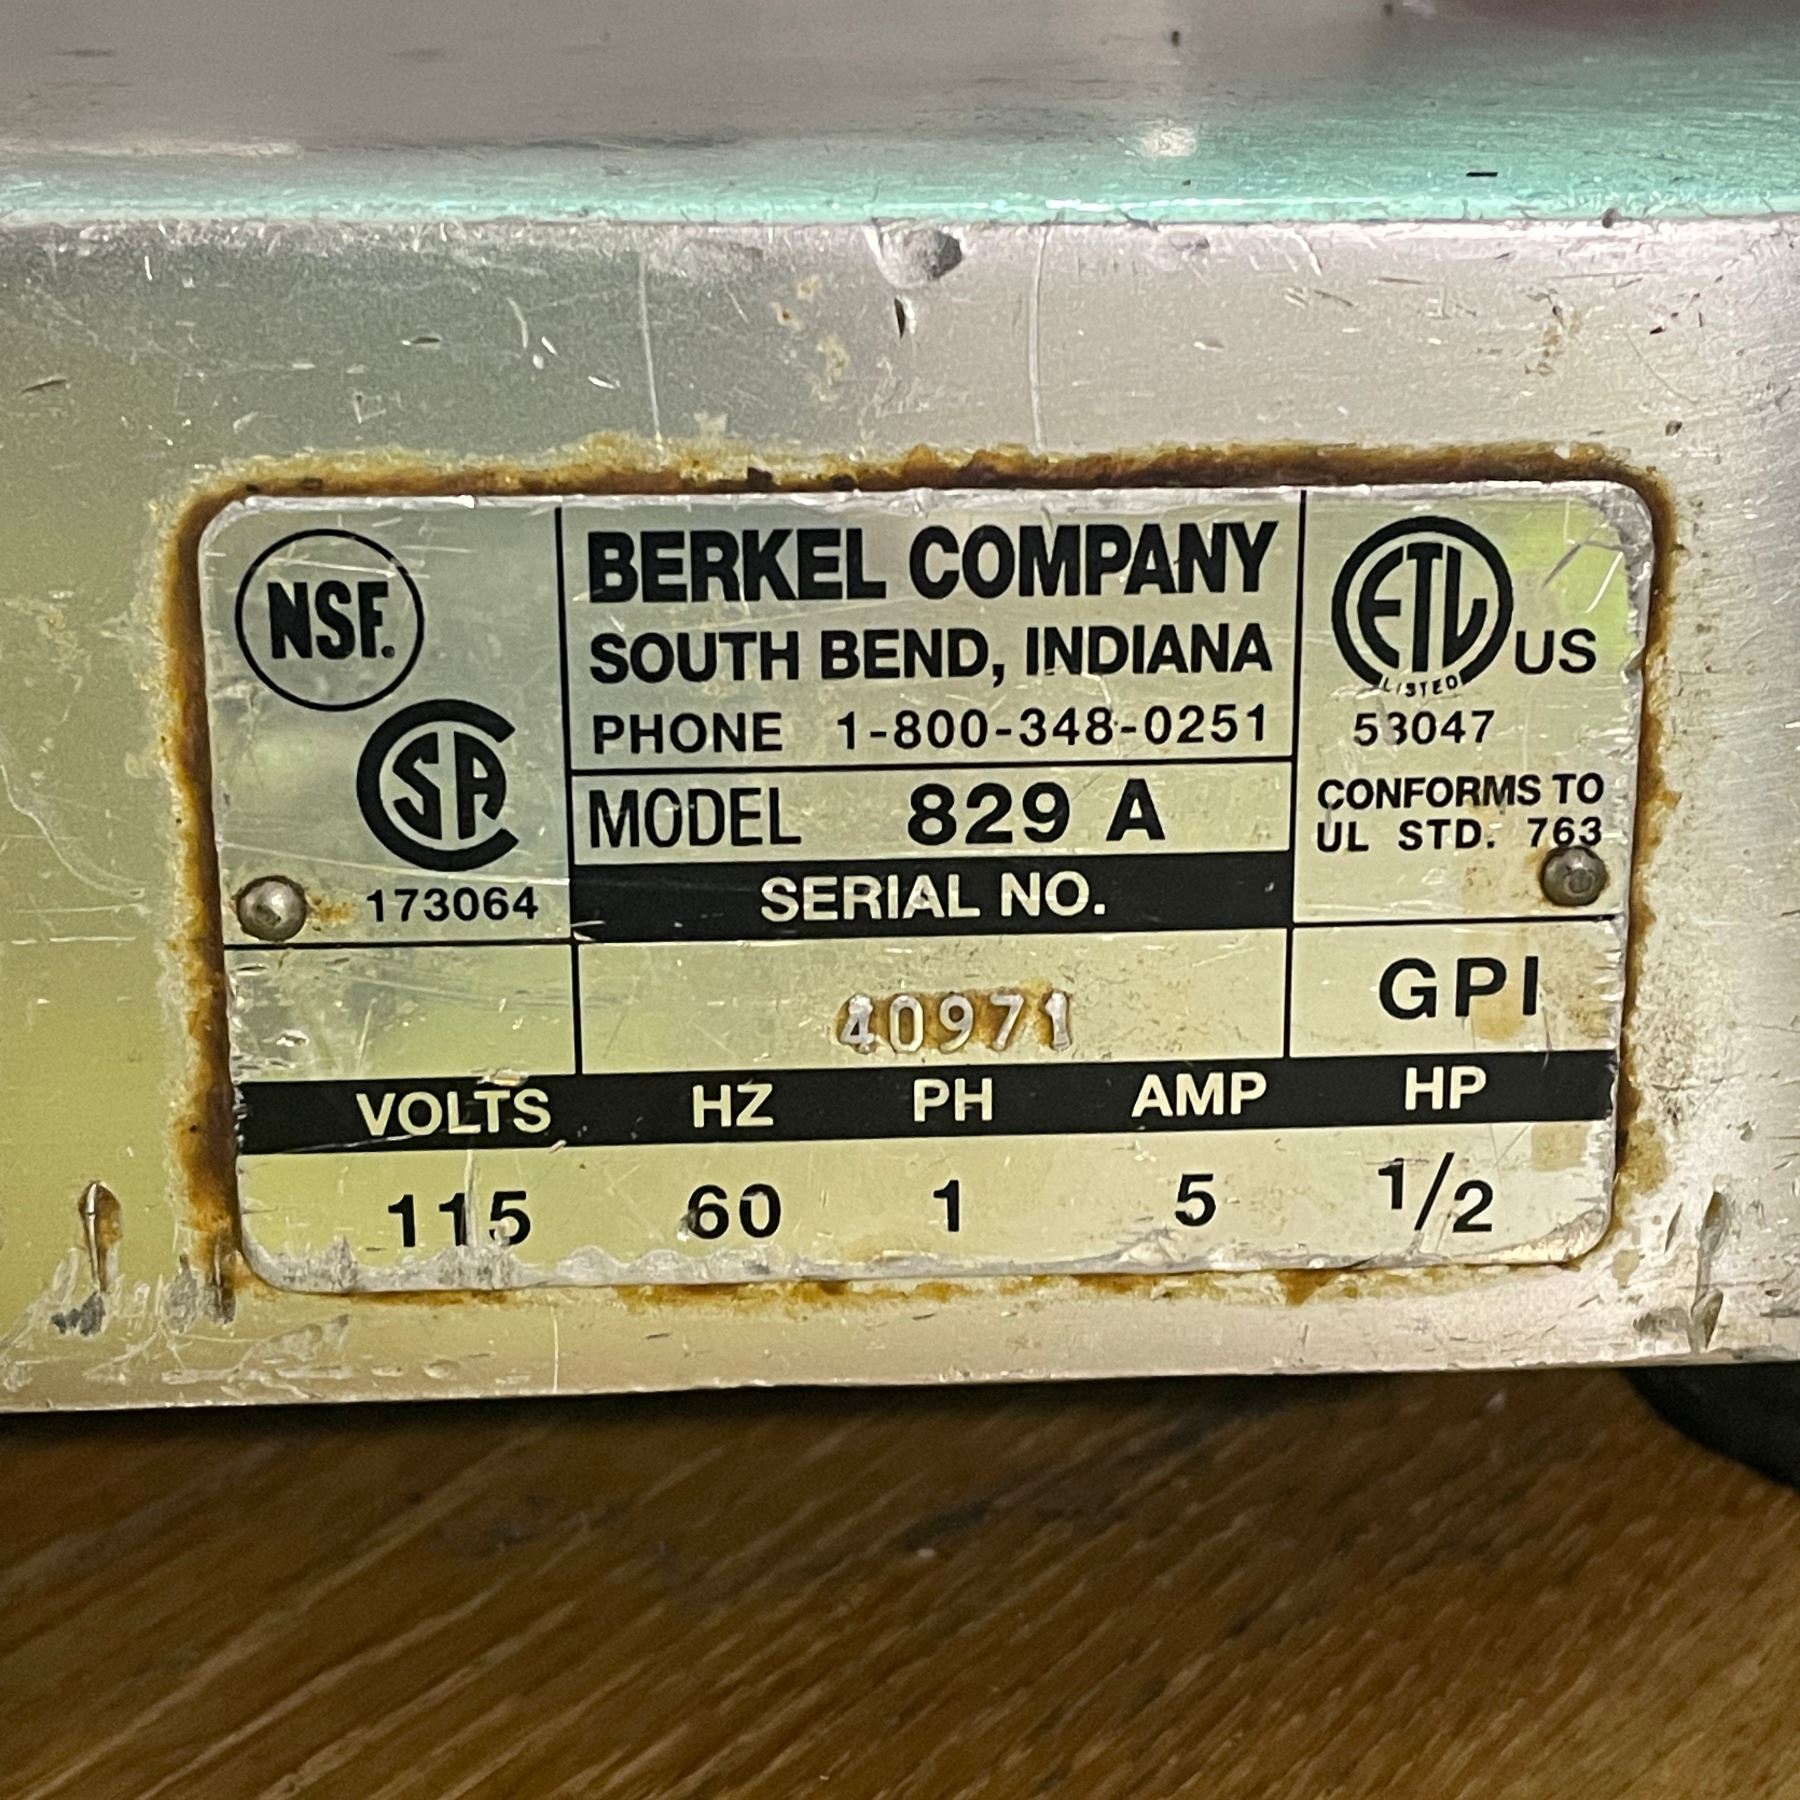 NSF.
CSA
173064
BERKEL COMPANY
SOUTH BEND, INDIANA
PHONE 1-800-348-0251
MODEL 829 A
SERIAL NO.
40971
ETL US
LISTED
53047
CONFORMS TO
UL STD. 763
GPI
VOLTS HZ PH AMP HP
115 60 1 5 1/2